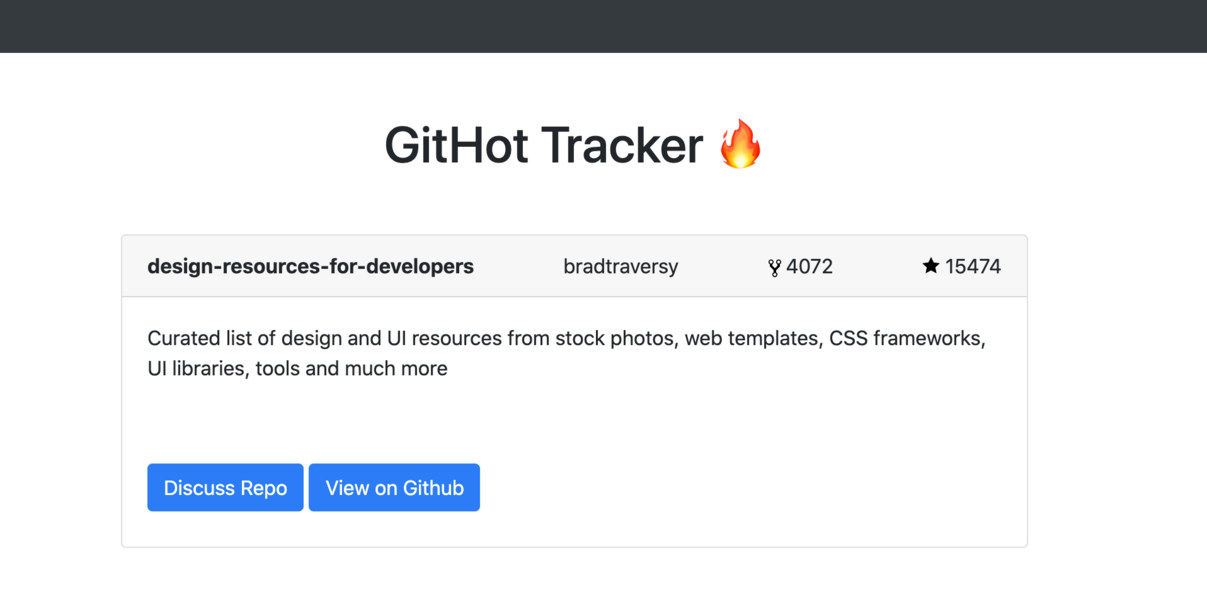 GitHot Tracker 🔥
design-resources-for-developers bradtraversy 4072 15474
Curated list of design and UI resources from stock photos, web templates, CSS frameworks,
UI libraries, tools and much more
Discuss Repo View on Github